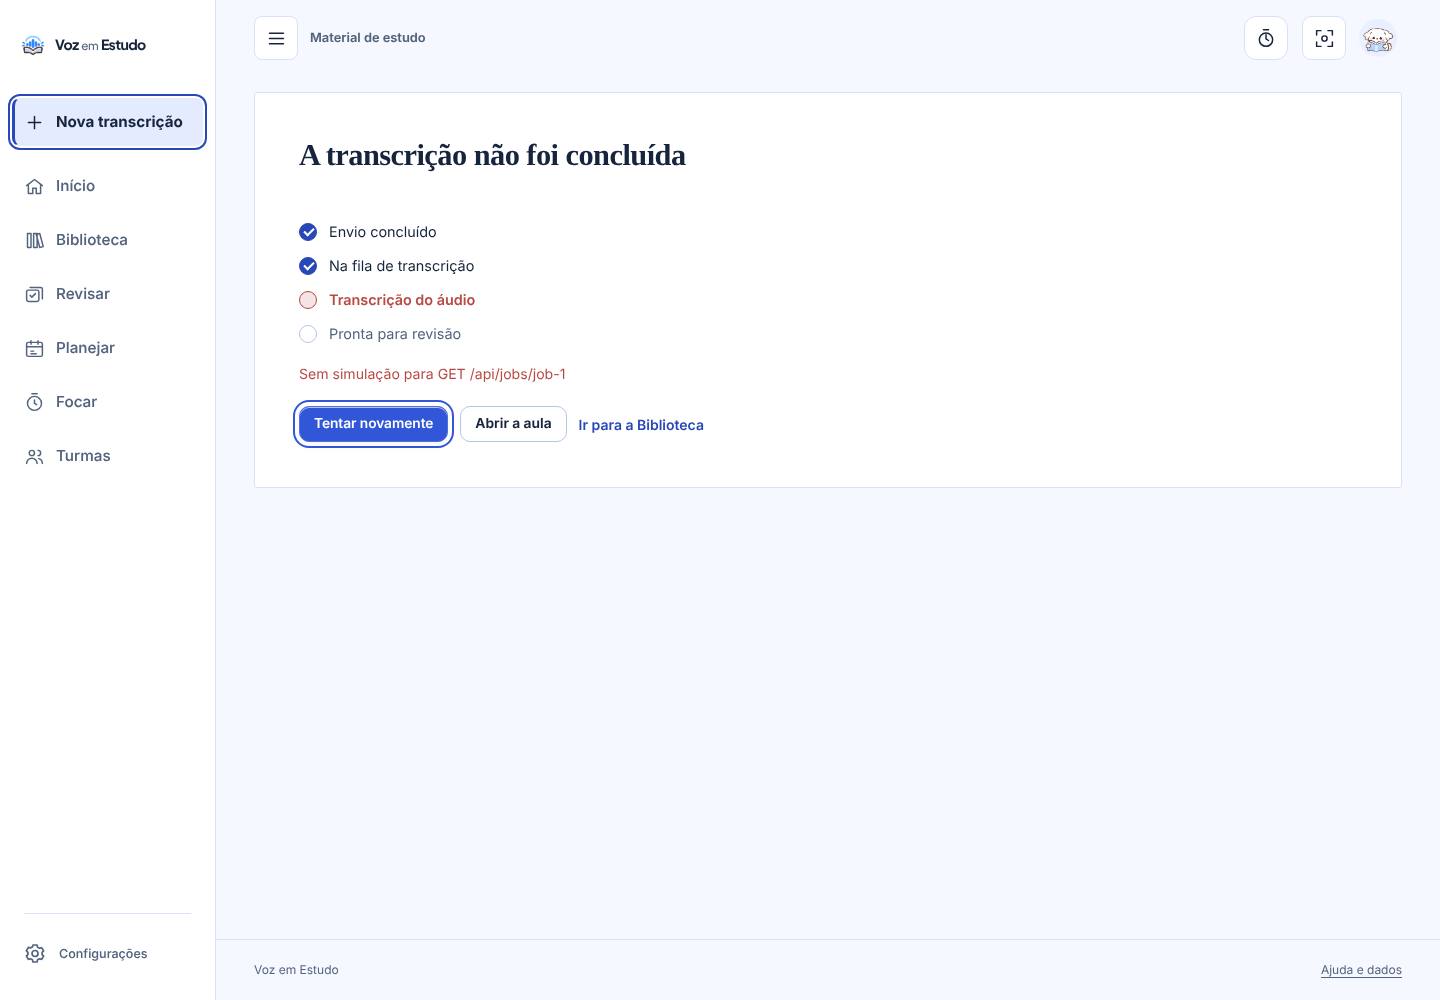 Voz em Estudo
Nova transcrição
Início
Biblioteca
Revisar
Planejar
Focar
Turmas
Configurações
Material de estudo
A transcrição não foi concluída
Envio concluído
Na fila de transcrição
Transcrição do áudio
Pronta para revisão
Sem simulação para GET /api/jobs/job-1
Tentar novamente Abrir a aula Ir para a Biblioteca
Voz em Estudo Ajuda e dados